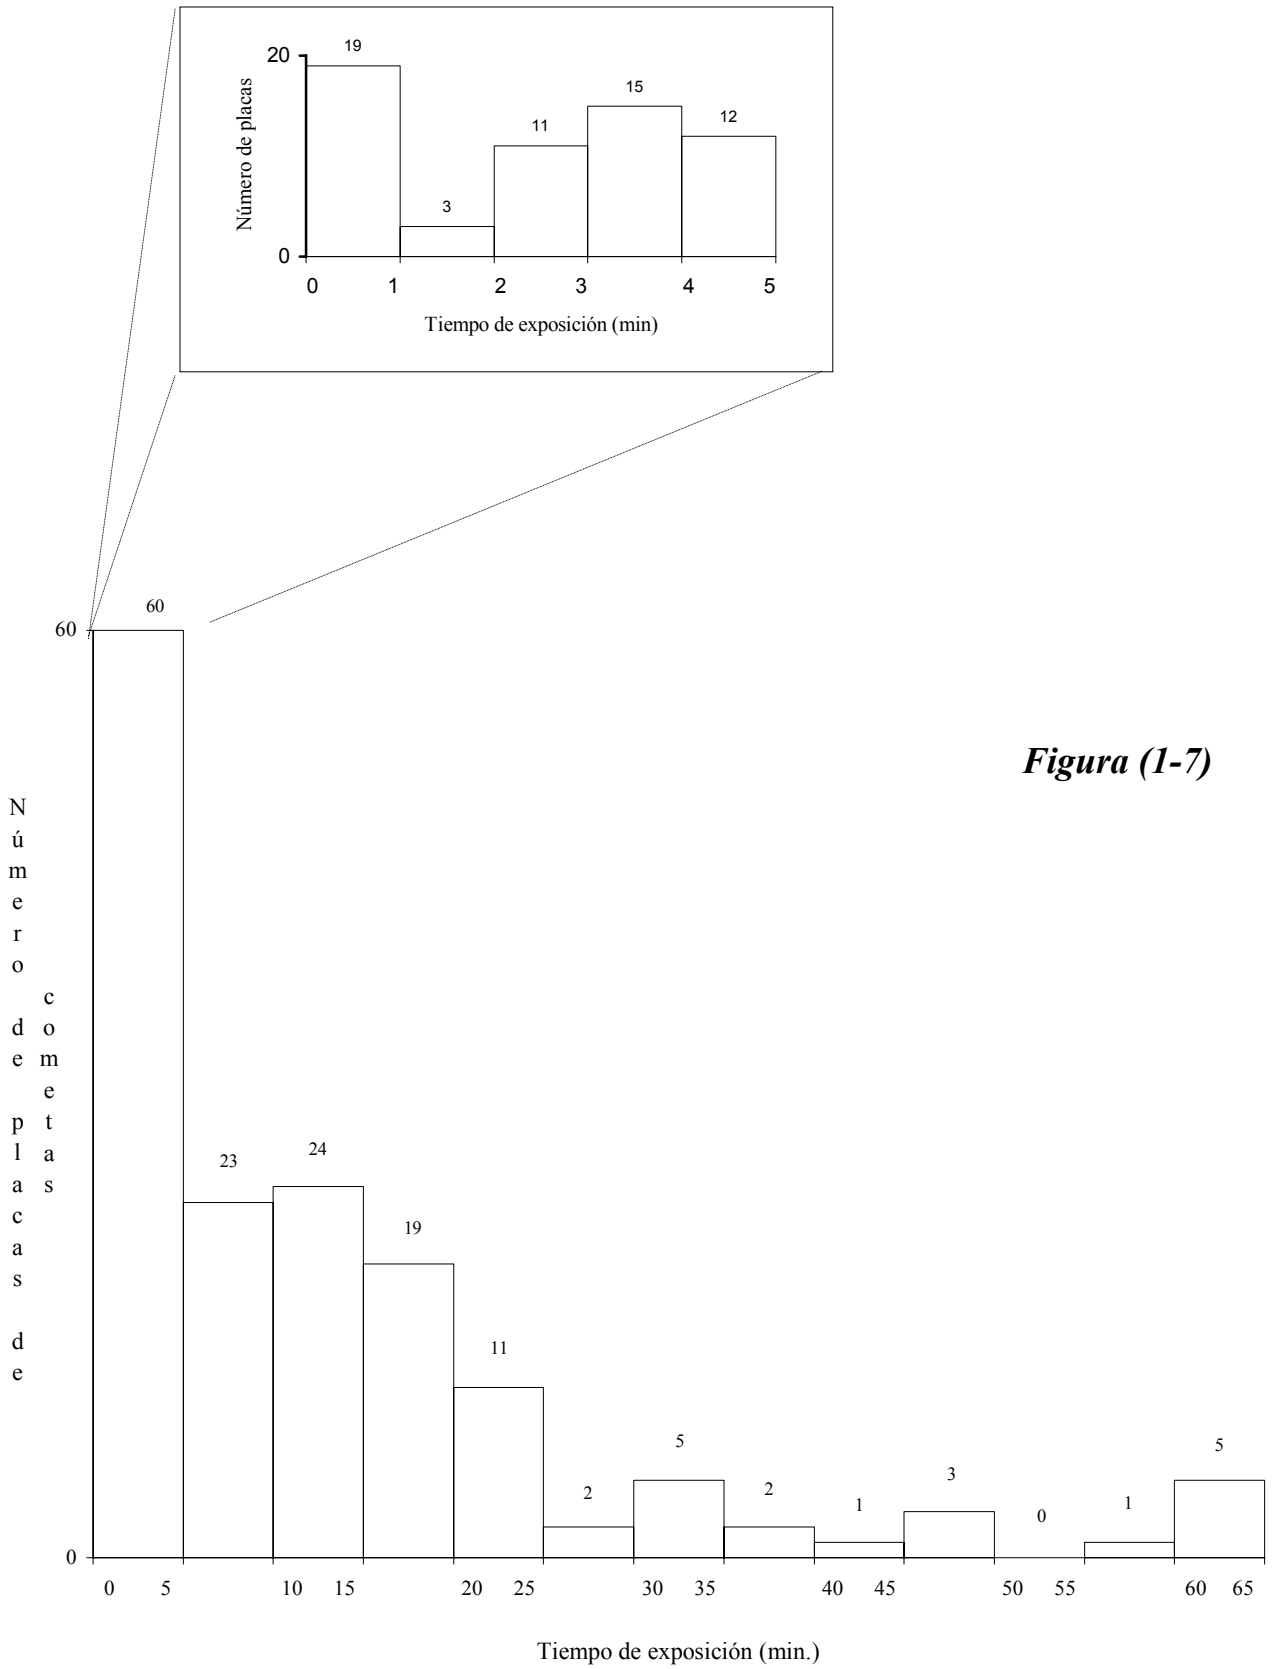 20
19
3
11
15
12
0
0 1 2 3 4 5
Número de placas
Tiempo de exposición (min)
60
60
Figura (1-7)
Número de placas de
cometas
23
24
19
11
2
5
2
1
3
0
1
5
0
0 5 10 15 20 25 30 35 40 45 50 55 60 65
Tiempo de exposición (min.)